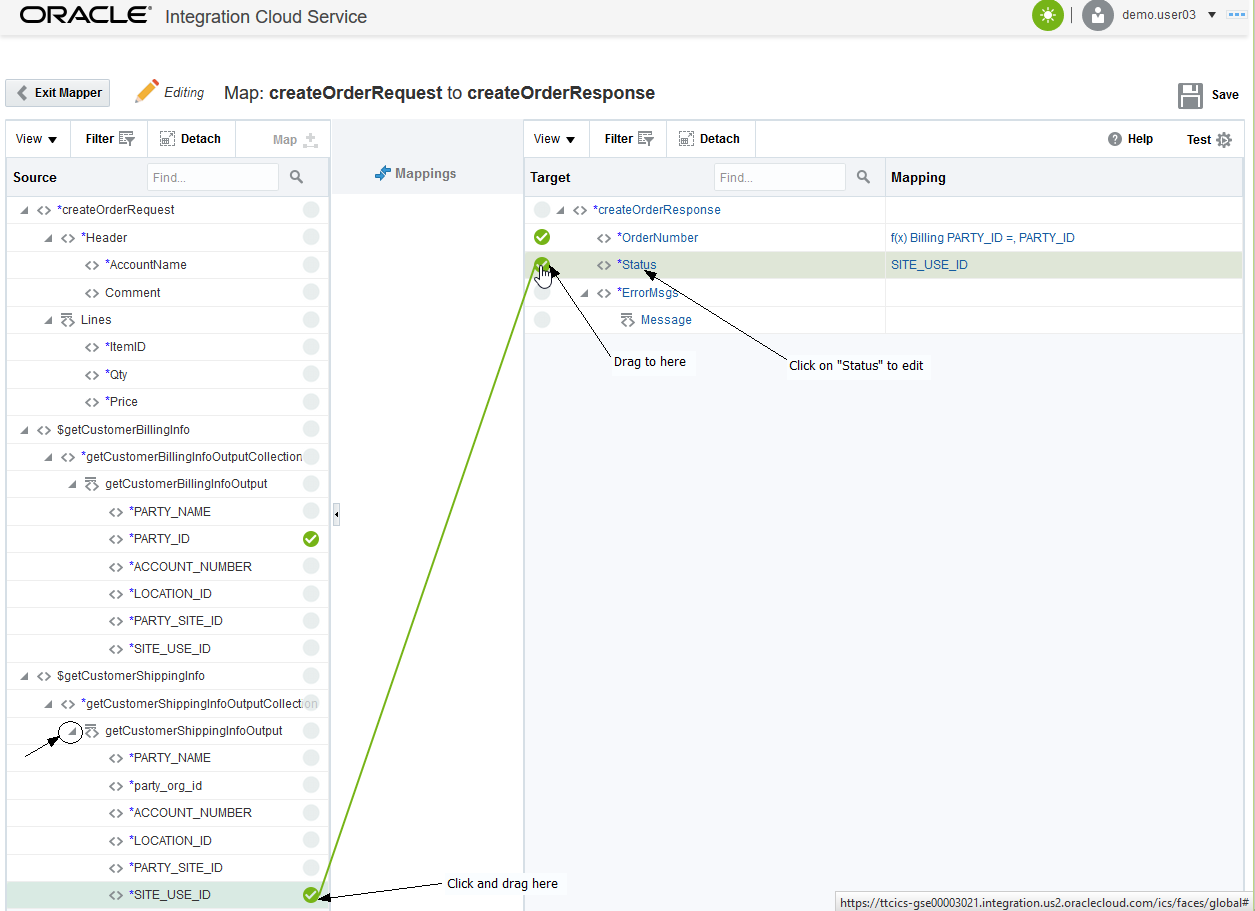 ORACLE® Integration Cloud Service
demo.user03
Exit Mapper
Editing
Map: createOrderRequest to createOrderResponse
Save
View
Filter
Detach
Map
Source
Find...
*createOrderRequest
*Header
*AccountName
Comment
Lines
*ItemID
*Qty
*Price
$getCustomerBillingInfo
*getCustomerBillingInfoOutputCollection
getCustomerBillingInfoOutput
*PARTY_NAME
*PARTY_ID
*ACCOUNT_NUMBER
*LOCATION_ID
*PARTY_SITE_ID
*SITE_USE_ID
$getCustomerShippingInfo
*getCustomerShippingInfoOutputCollection
getCustomerShippingInfoOutput
*PARTY_NAME
*party_org_id
*ACCOUNT_NUMBER
*LOCATION_ID
*PARTY_SITE_ID
*SITE_USE_ID
Click and drag here
Mappings
View
Filter
Detach
Help
Test
Target
Find...
Mapping
*createOrderResponse
*OrderNumber
f(x) Billing PARTY_ID =, PARTY_ID
*Status
SITE_USE_ID
*ErrorMsgs
Message
Drag to here
Click on "Status" to edit
https://ttcics-gse00003021.integration.us2.oraclecloud.com/ics/faces/global#